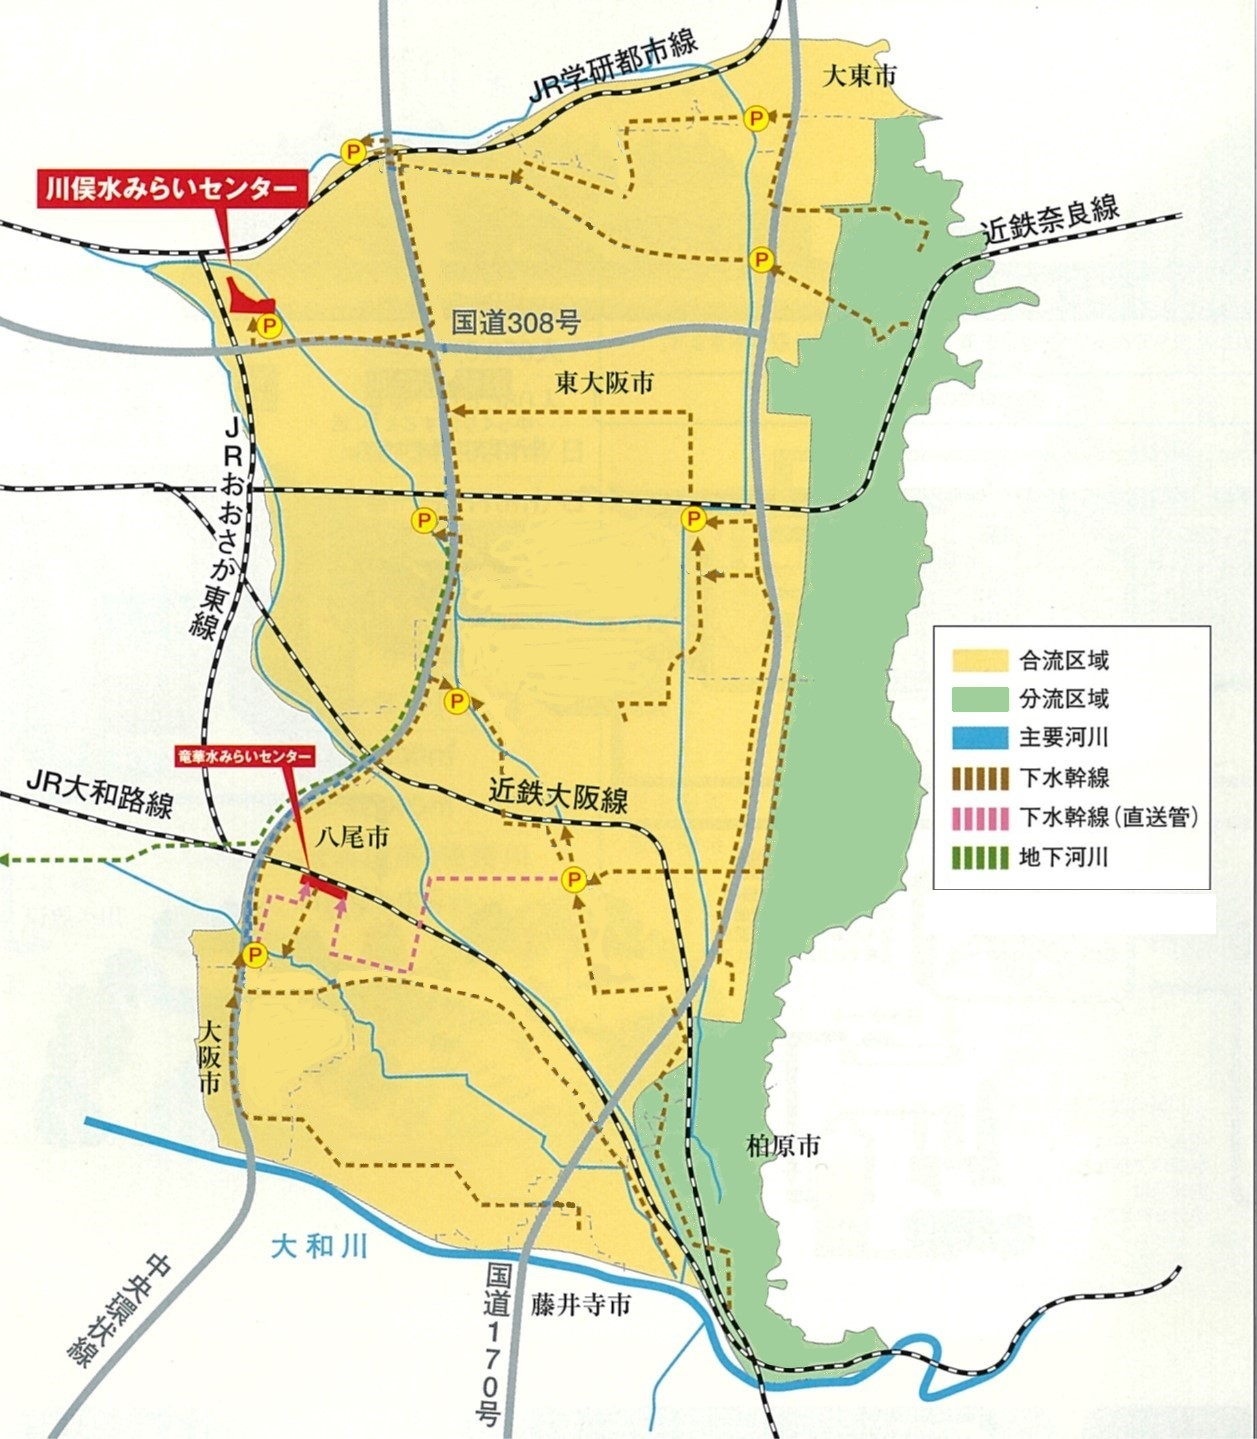 JR学研都市線
大東市
P
P
川俣水みらいセンター
近鉄奈良線
P
P
国道308号
東大阪市
JRおおさか東線
P
P
合流区域
分流区域
主要河川
下水幹線
下水幹線(直送管)
地下河川
P
竜華水みらいセンター
JR大和路線
近鉄大阪線
八尾市
P
P
大阪市
柏原市
大和川
中央環状線
国道170号
藤井寺市